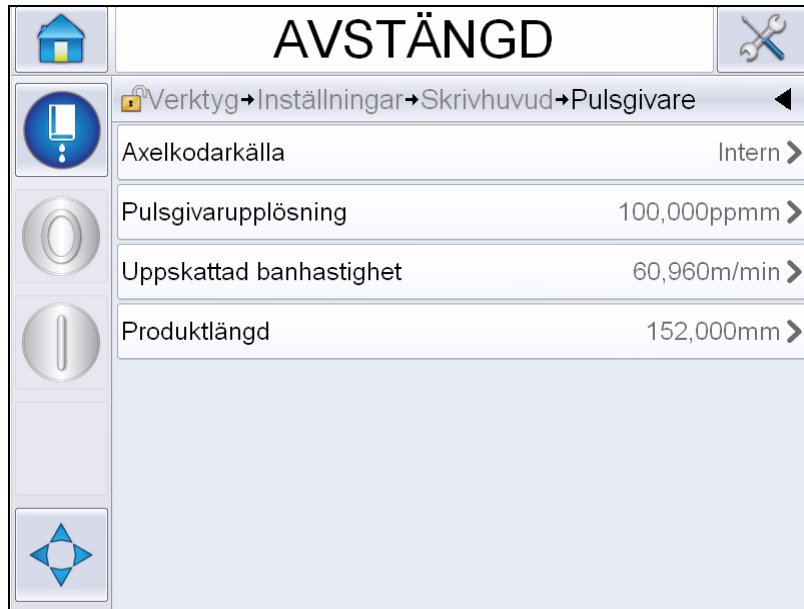 AVSTÄNGD
Verktyg→Inställningar→Skrivhuvud→Pulsgivare
Axelkodarkälla Intern
Pulsgivarupplösning 100,000ppmm
Uppskattad banhastighet 60,960m/min
Produktlängd 152,000mm